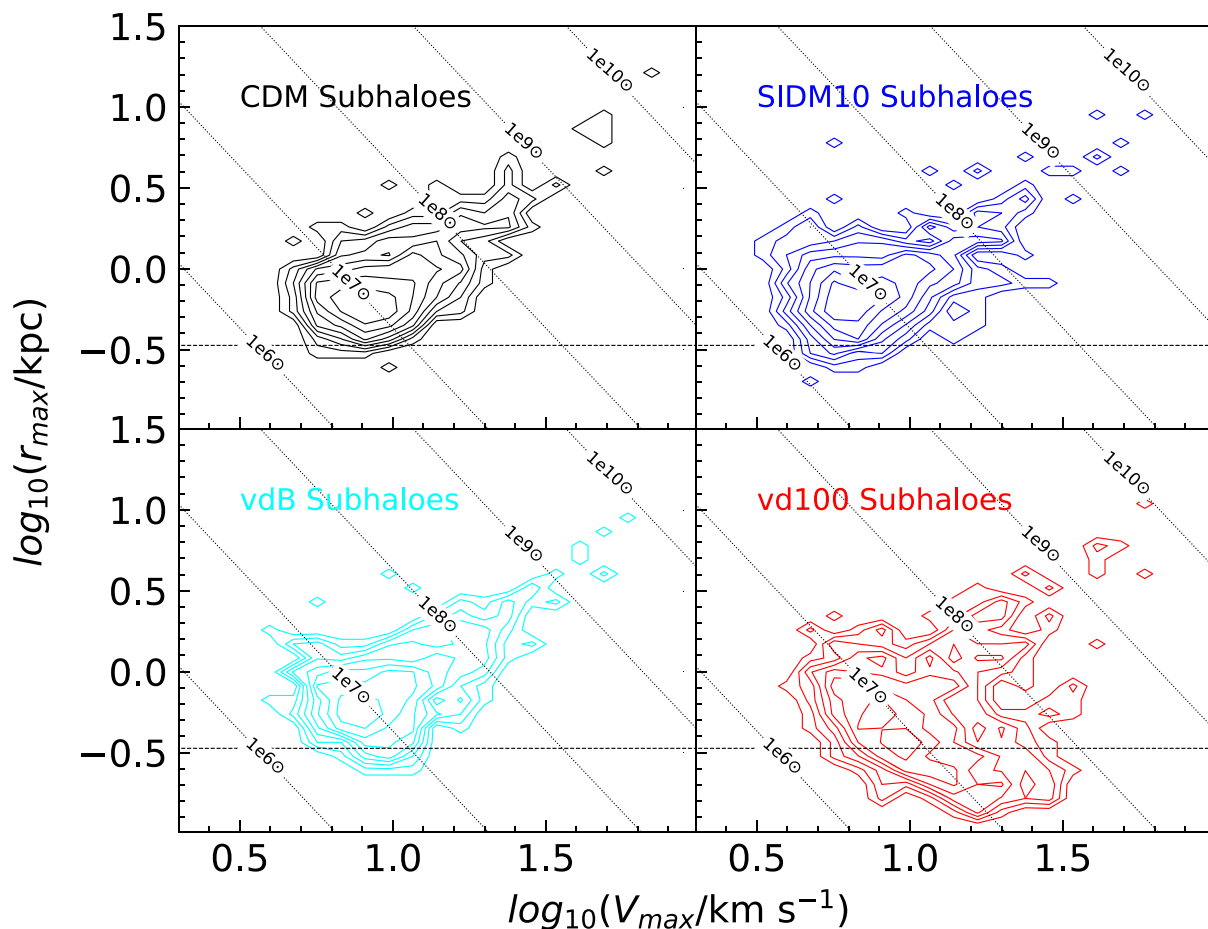 1.5
CDM Subhaloes
1e10⊙
SIDM10 Subhaloes
1e10⊙
1.0
1e9⊙
1e9⊙
0.5
1e8⊙
1e8⊙
0.0
1e7⊙
1e7⊙
−0.5
1e6⊙
1e6⊙
1.5
vdB Subhaloes
1e10⊙
vd100 Subhaloes
1e10⊙
1.0
1e9⊙
1e9⊙
0.5
1e8⊙
1e8⊙
0.0
1e7⊙
1e7⊙
−0.5
1e6⊙
1e6⊙
0.5 1.0 1.5 0.5 1.0 1.5
log₁₀(V_max/km s⁻¹)
log₁₀(r_max/kpc)